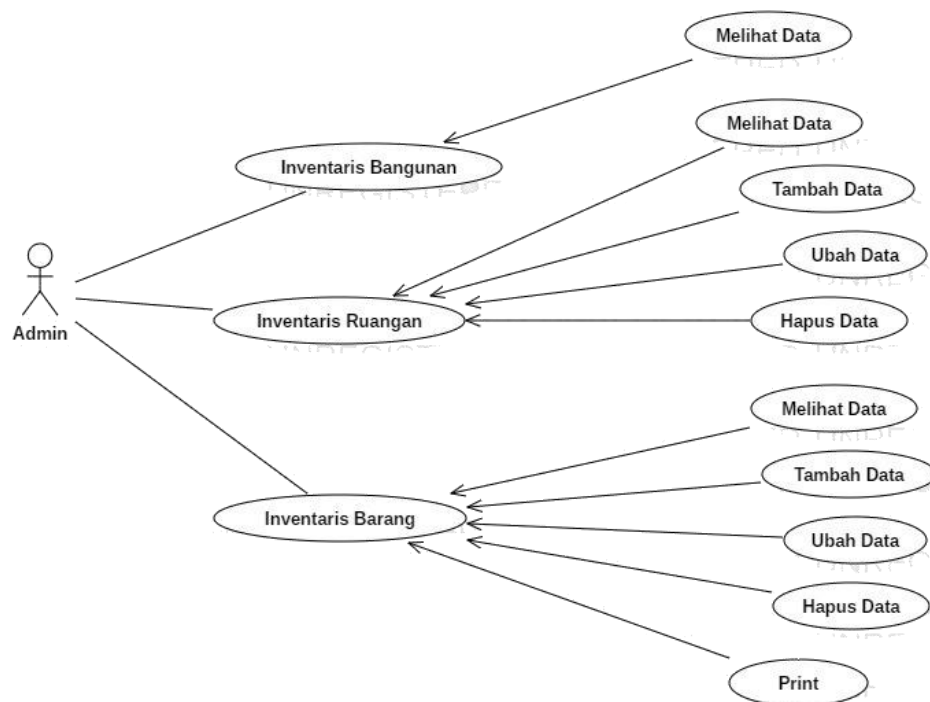 Melihat Data
Melihat Data
Inventaris Bangunan
Tambah Data
Ubah Data
Admin
Inventaris Ruangan
Hapus Data
Melihat Data
Tambah Data
Inventaris Barang
Ubah Data
Hapus Data
Print